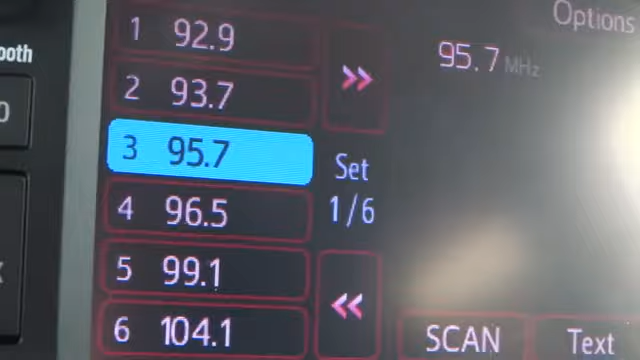 Options
ooth
1 92.9
95.7 MHz
2 93.7
3 95.7
Set
1/6
4 96.5
5 99.1
6 104.1
SCAN
Text